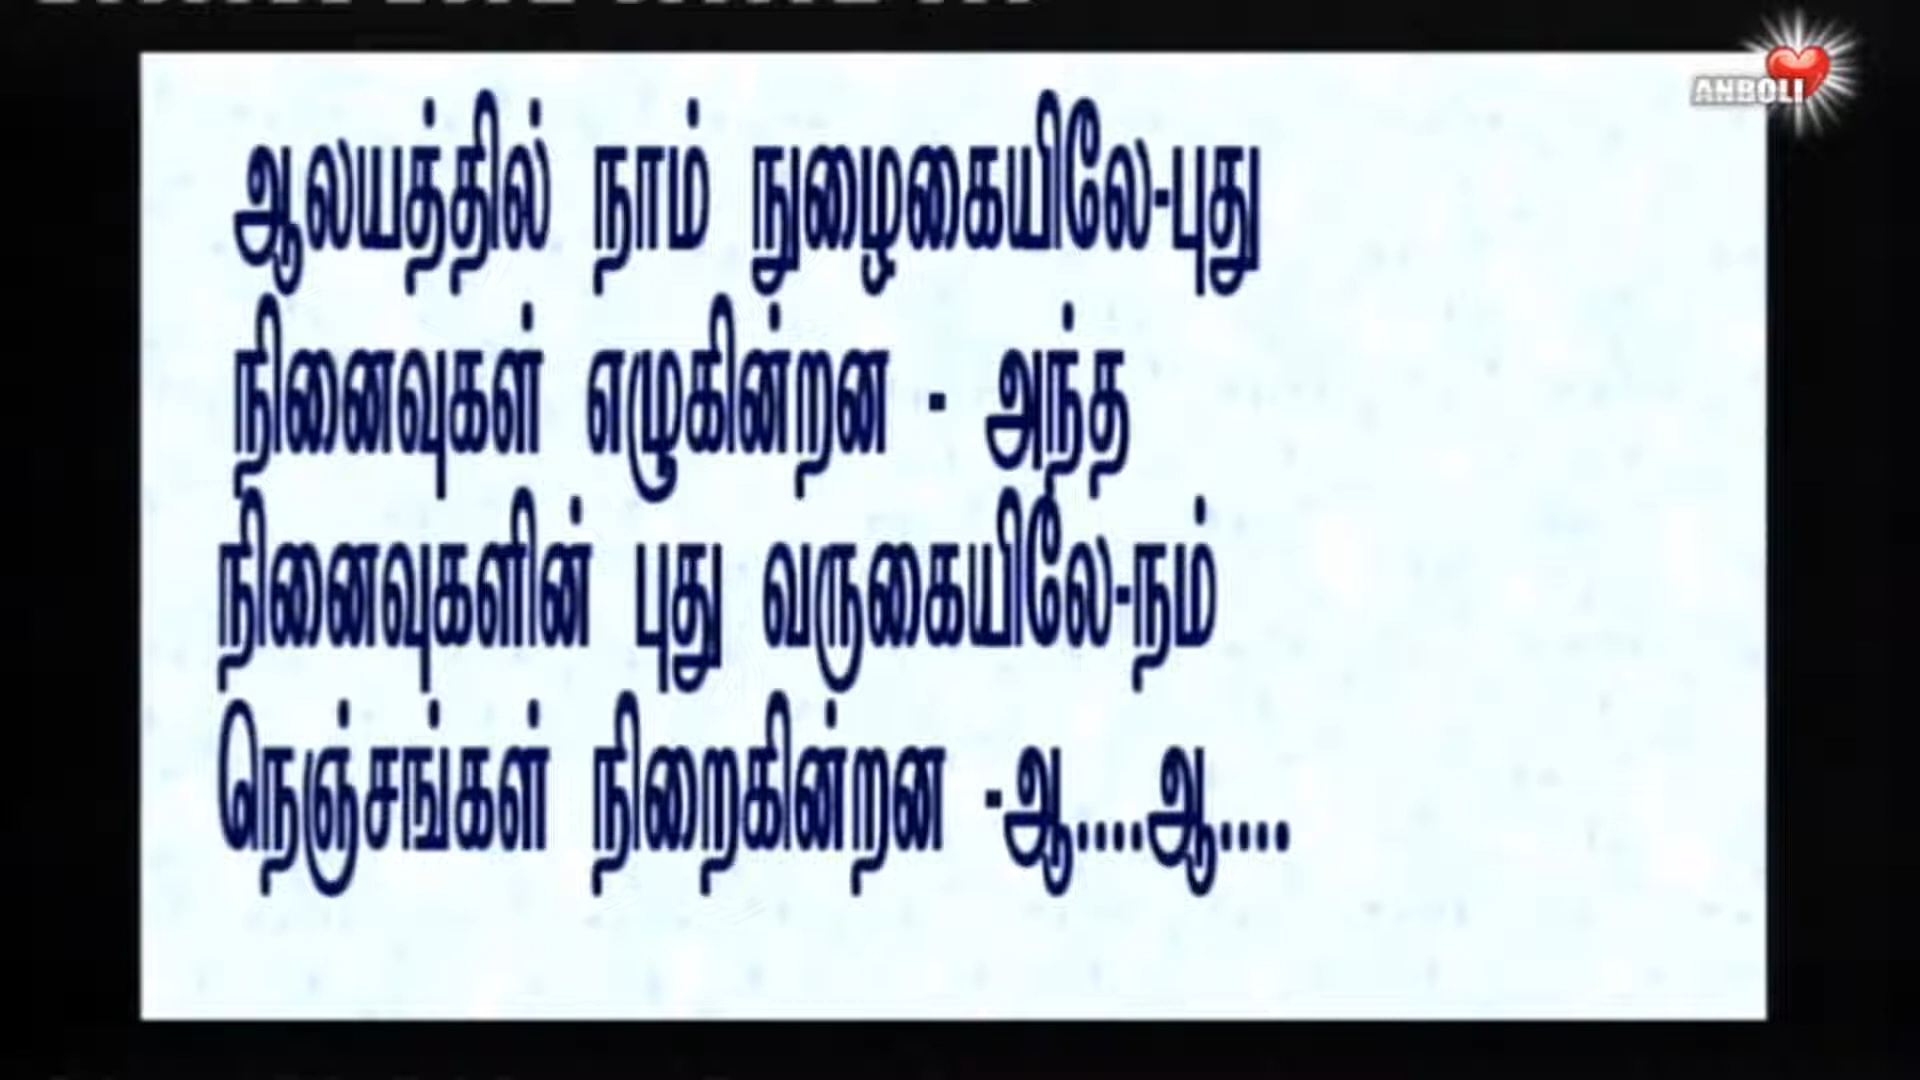 ANBOLI
ஆலயத்தில் நாம் நுழைகையிலே-புது
நினைவுகள் எழுகின்றன - அந்த
நினைவுகளின் புது வருகையிலே-நம்
நெஞ்சங்கள் நிறைகின்றன -ஆ....ஆ....